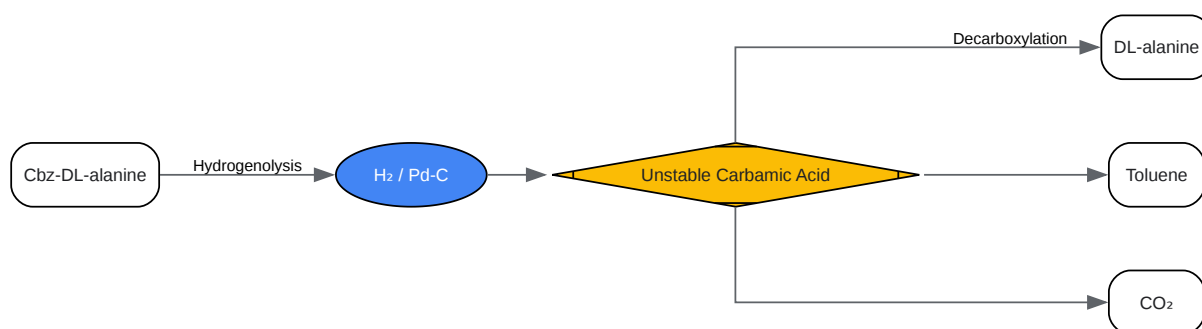 Decarboxylation
DL-alanine
Cbz-DL-alanine
Hydrogenolysis
H₂ / Pd-C
Unstable Carbamic Acid
Toluene
CO₂